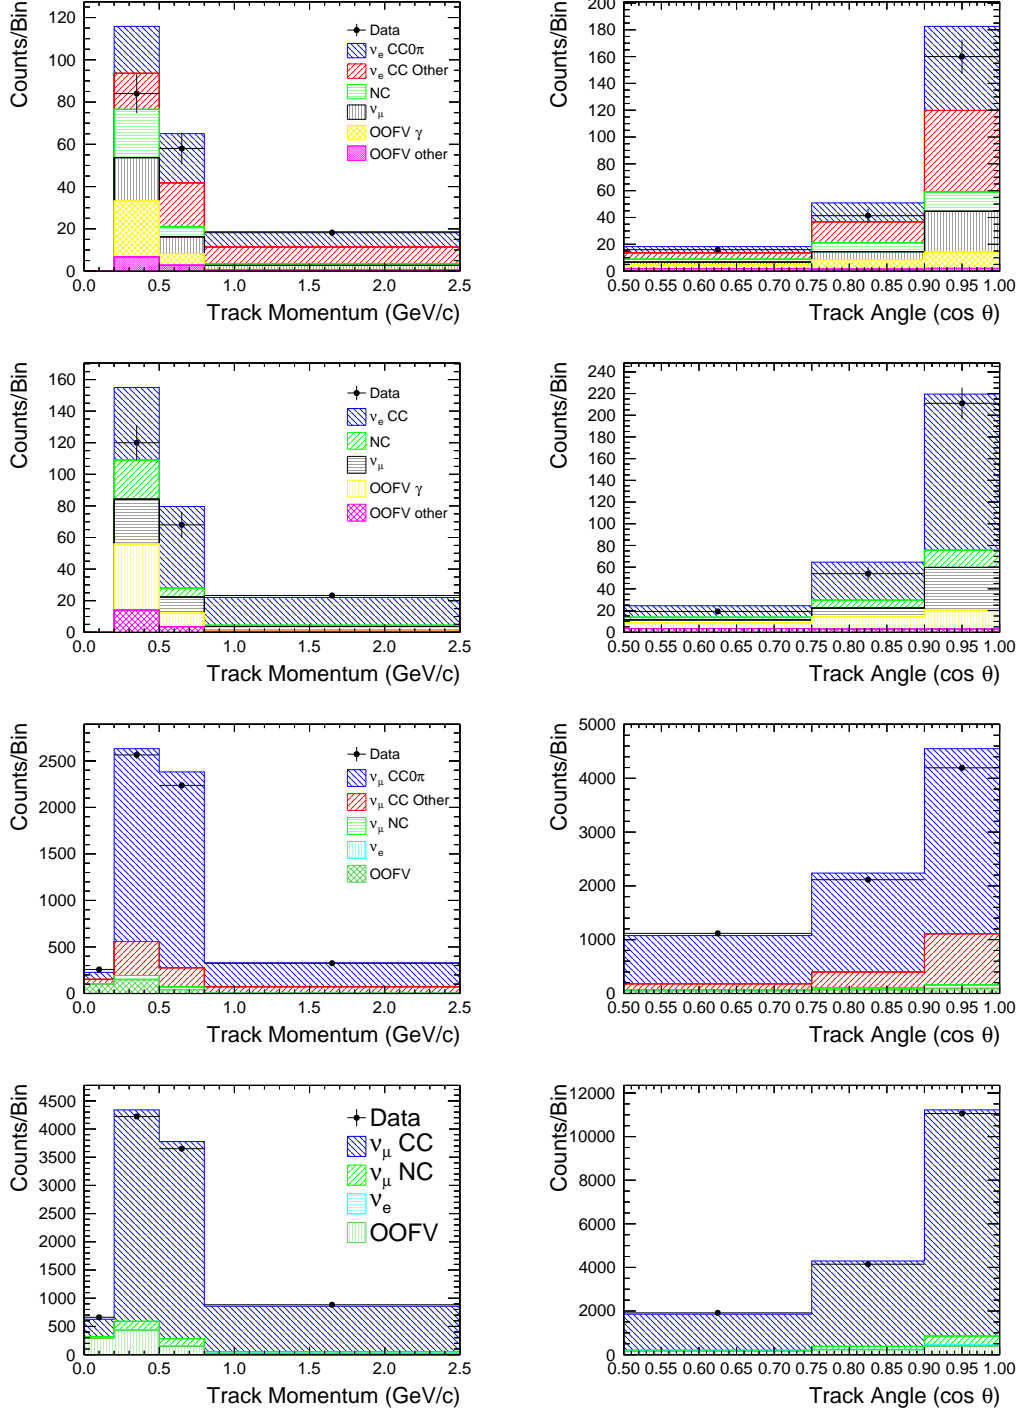 Counts/Bin
120
100
80
60
40
20
0
Data
νe CC0π
νe CC Other
NC
νμ
OOFV γ
OOFV other
0.0 0.5 1.0 1.5 2.0 2.5
Track Momentum (GeV/c)
Counts/Bin
200
180
160
140
120
100
80
60
40
20
0
0.50 0.55 0.60 0.65 0.70 0.75 0.80 0.85 0.90 0.95 1.00
Track Angle (cos θ)
Counts/Bin
160
140
120
100
80
60
40
20
0
Data
νe CC
NC
νμ
OOFV γ
OOFV other
0.0 0.5 1.0 1.5 2.0 2.5
Track Momentum (GeV/c)
Counts/Bin
240
220
200
180
160
140
120
100
80
60
40
20
0
0.50 0.55 0.60 0.65 0.70 0.75 0.80 0.85 0.90 0.95 1.00
Track Angle (cos θ)
Counts/Bin
2500
2000
1500
1000
500
0
Data
νμ CC0π
νμ CC Other
νμ NC
νe
OOFV
0.0 0.5 1.0 1.5 2.0 2.5
Track Momentum (GeV/c)
Counts/Bin
5000
4000
3000
2000
1000
0
0.50 0.55 0.60 0.65 0.70 0.75 0.80 0.85 0.90 0.95 1.00
Track Angle (cos θ)
Counts/Bin
4500
4000
3500
3000
2500
2000
1500
1000
500
0
Data
νμ CC
νμ NC
νe
OOFV
0.0 0.5 1.0 1.5 2.0 2.5
Track Momentum (GeV/c)
Counts/Bin
12000
10000
8000
6000
4000
2000
0
0.50 0.55 0.60 0.65 0.70 0.75 0.80 0.85 0.90 0.95 1.00
Track Angle (cos θ)